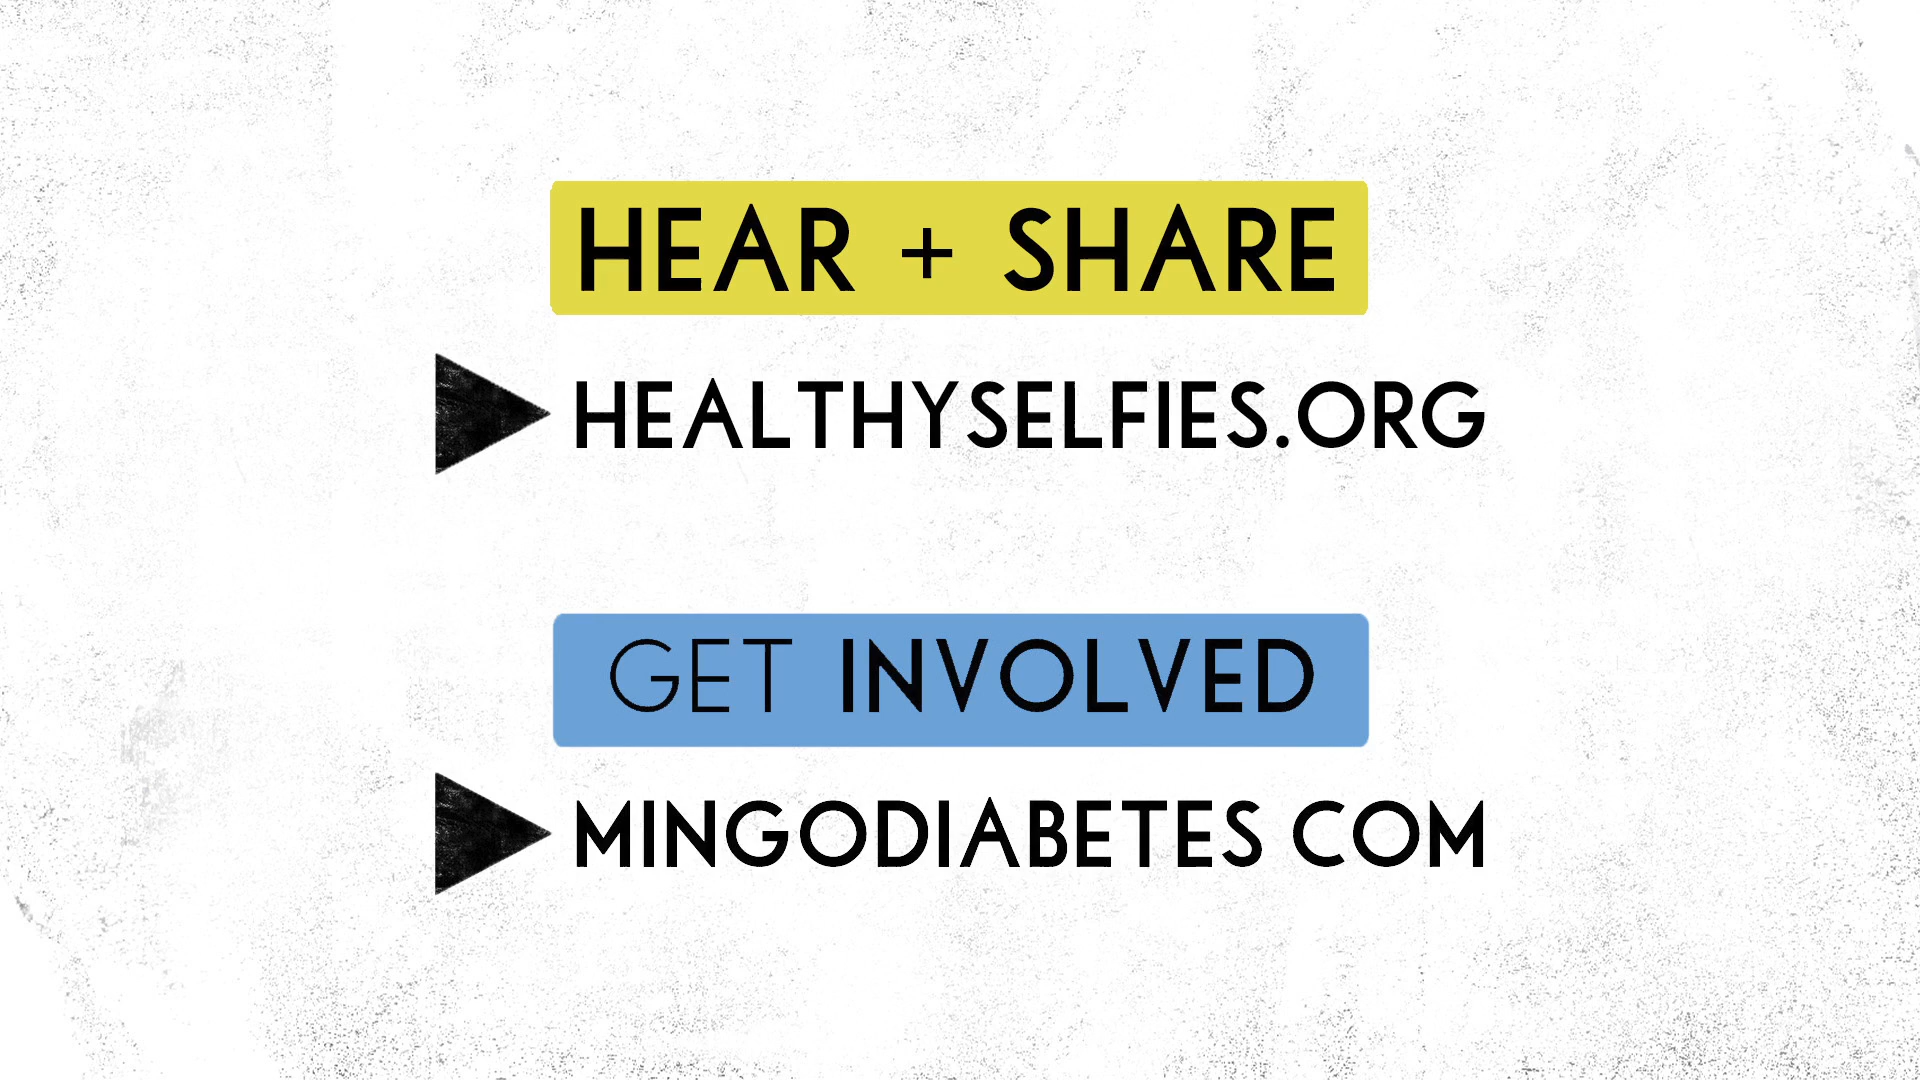 HEAR + SHARE
HEALTHYSELFIES.ORG
GET INVOLVED
MINGODIABETES COM